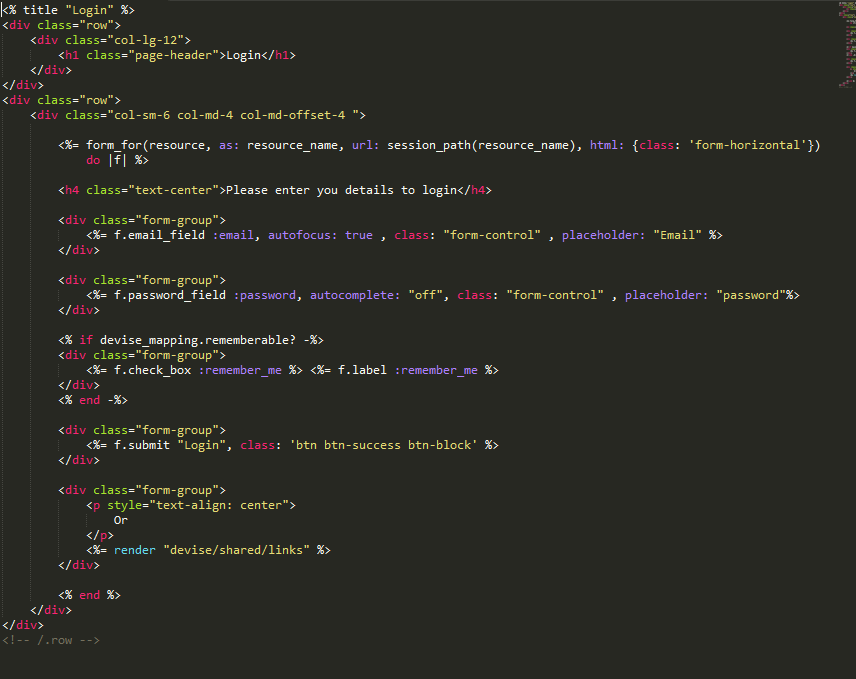 <% title "Login" %>
<div class="row">
    <div class="col-lg-12">
        <h1 class="page-header">Login</h1>
    </div>
</div>
<div class="row">
    <div class="col-sm-6 col-md-4 col-md-offset-4 ">

        <%= form_for(resource, as: resource_name, url: session_path(resource_name), html: {class: 'form-horizontal'})
            do |f| %>

        <h4 class="text-center">Please enter you details to login</h4>

        <div class="form-group">
            <%= f.email_field :email, autofocus: true , class: "form-control" , placeholder: "Email" %>
        </div>

        <div class="form-group">
            <%= f.password_field :password, autocomplete: "off", class: "form-control" , placeholder: "password"%>
        </div>

        <% if devise_mapping.rememberable? -%>
        <div class="form-group">
            <%= f.check_box :remember_me %> <%= f.label :remember_me %>
        </div>
        <% end -%>

        <div class="form-group">
            <%= f.submit "Login", class: 'btn btn-success btn-block' %>
        </div>

        <div class="form-group">
            <p style="text-align: center">
                Or
            </p>
            <%= render "devise/shared/links" %>
        </div>

        <% end %>
    </div>
</div>
<!-- /.row -->